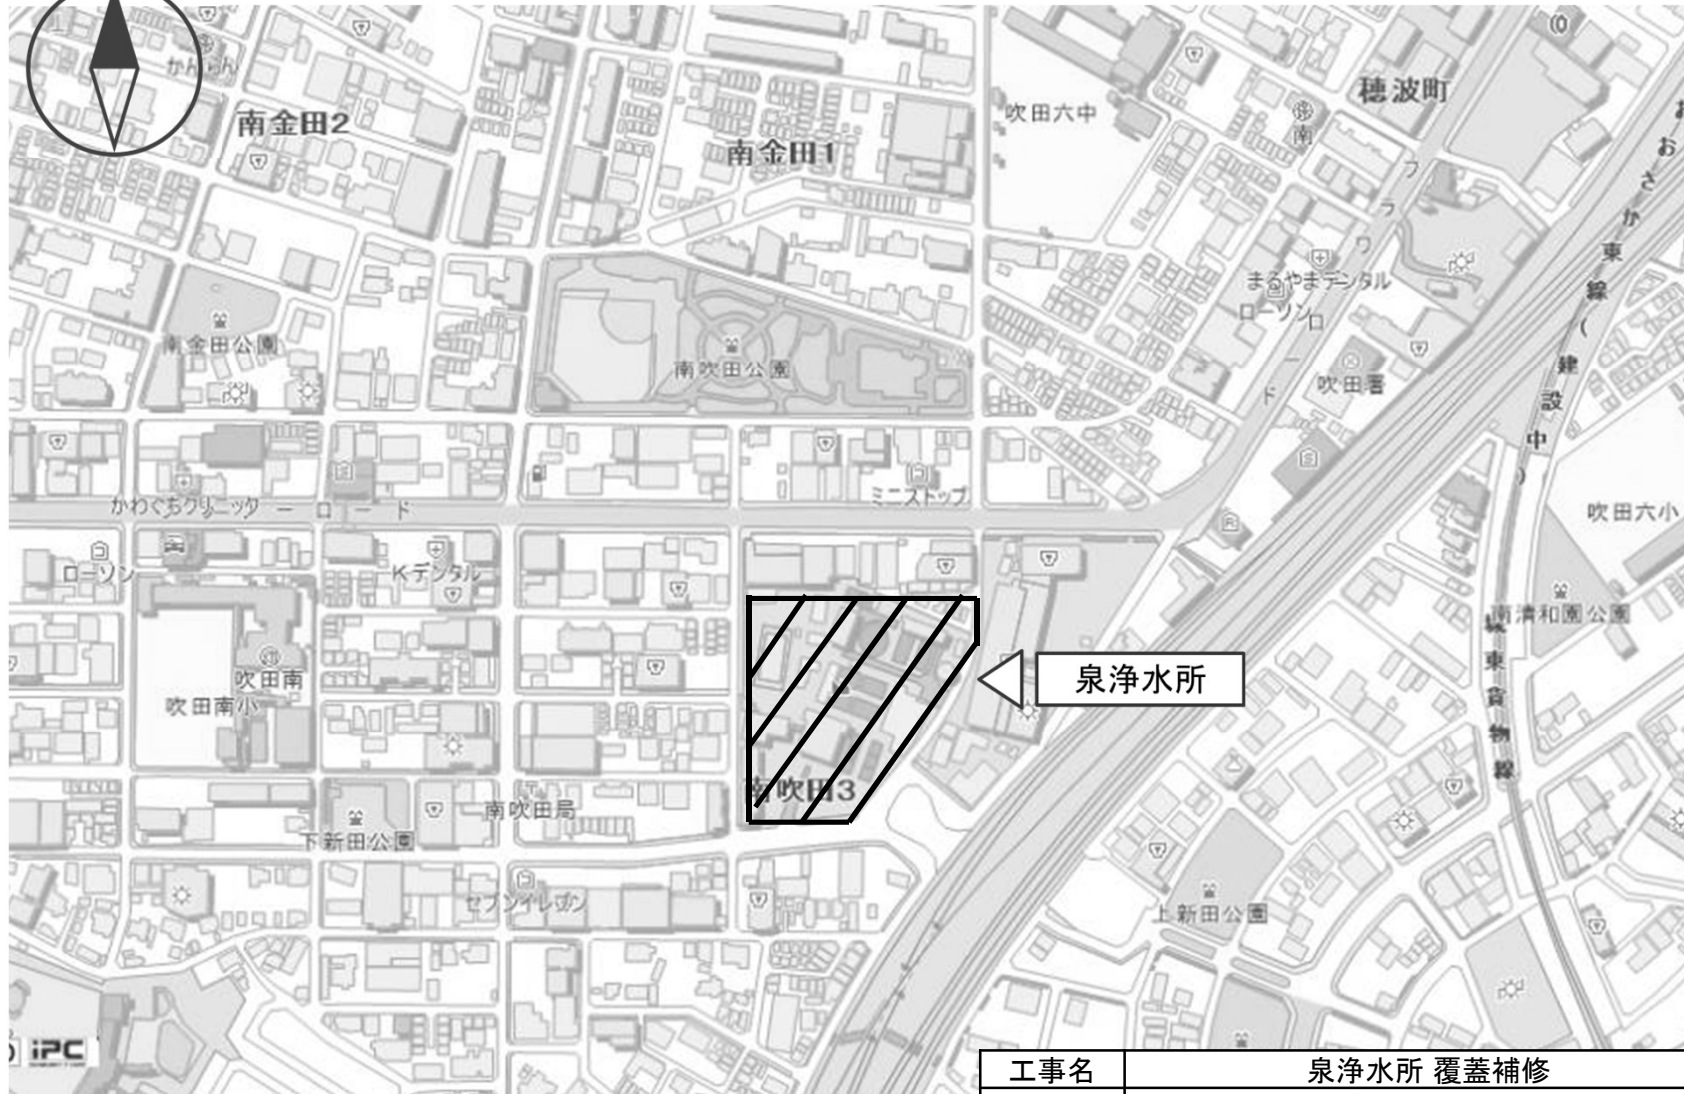 かんらん
南金田2
南金田1
吹田六中
穂波町
南
おおさか東線(建設中)
まるやまデンタル
ローソン
フラワーロード
南金田公園
南吹田公園
吹田署
かわぐちクリニック
ーロード
ミニストップ
吹田六小
ローソン
Kデンタル
南清和園公園
泉浄水所
吹田南
吹田南小
線東貨物線
南吹田3
南吹田局
下新田公園
セブンイレブン
上新田公園
iPC
工事名
泉浄水所 覆蓋補修